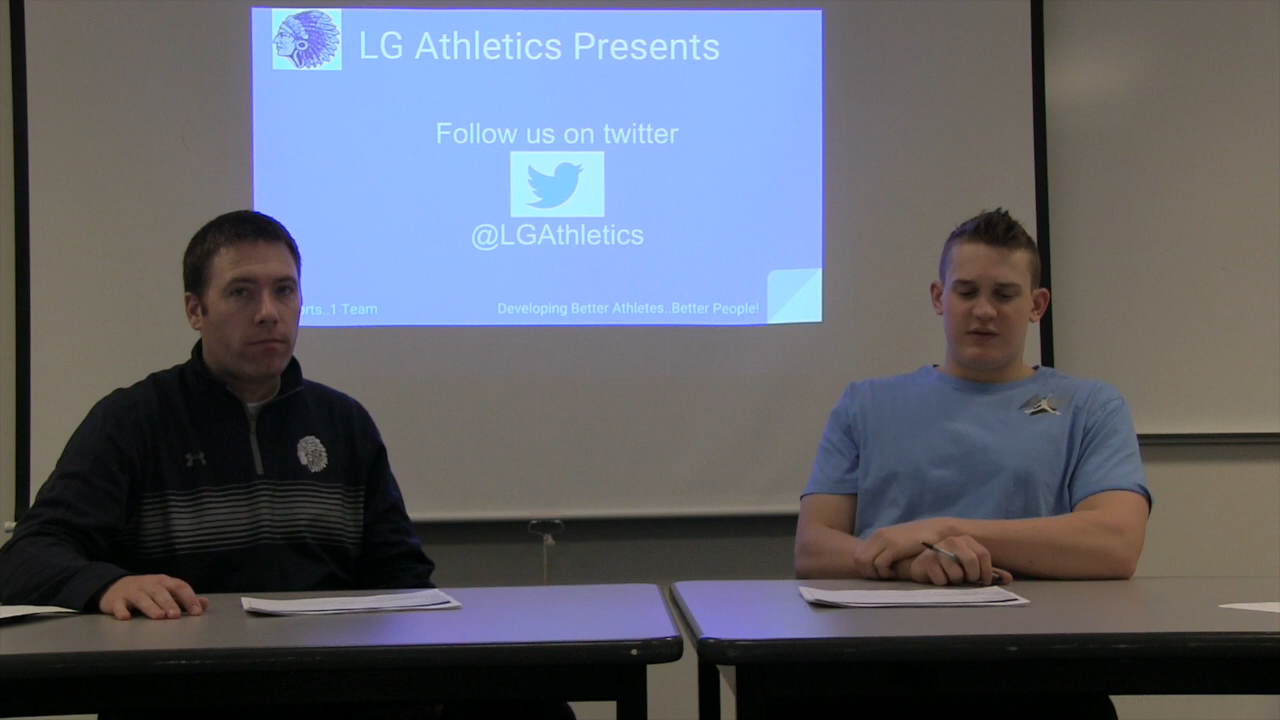 LG Athletics Presents
Follow us on twitter
@LGAthletics
orts..1 Team
Developing Better Athletes..Better People!